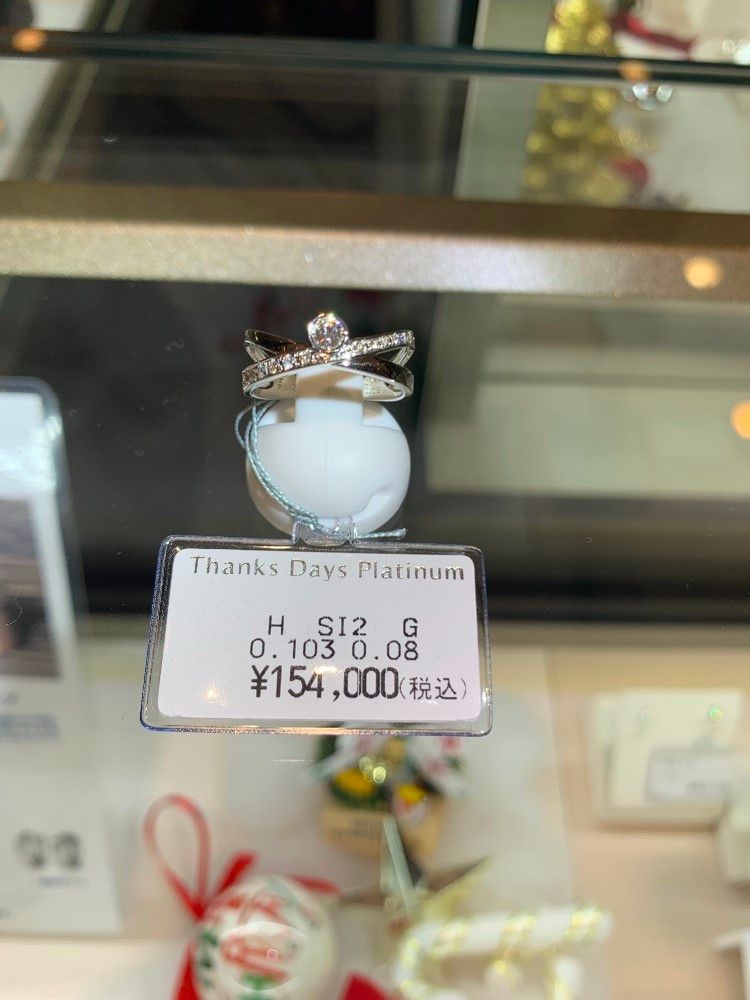 Thanks Days Platinum
H SI2 G
0.103 0.08
¥154,000(税込)